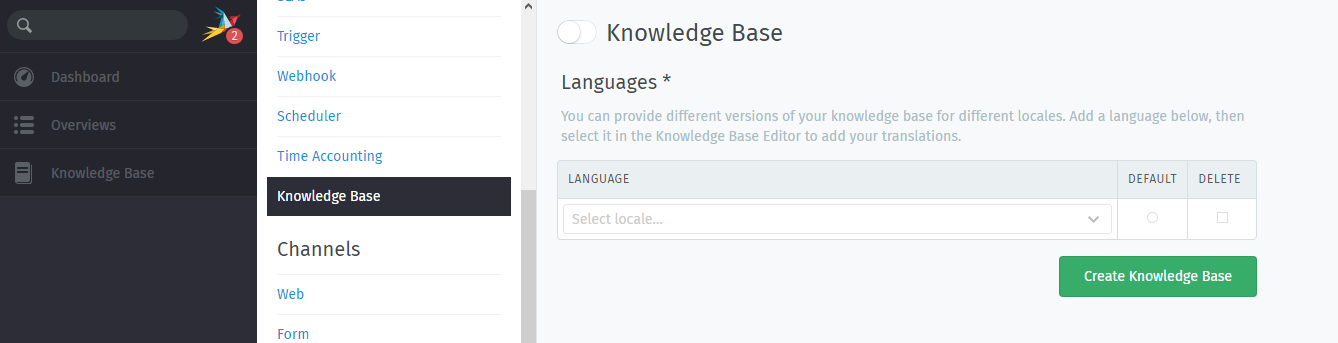 2
Dashboard
Overviews
Knowledge Base
Trigger
Webhook
Scheduler
Time Accounting
Knowledge Base
Channels
Web
Form
Knowledge Base
Languages *
You can provide different versions of your knowledge base for different locales. Add a language below, then
select it in the Knowledge Base Editor to add your translations.
LANGUAGE DEFAULT DELETE
Select locale...
Create Knowledge Base